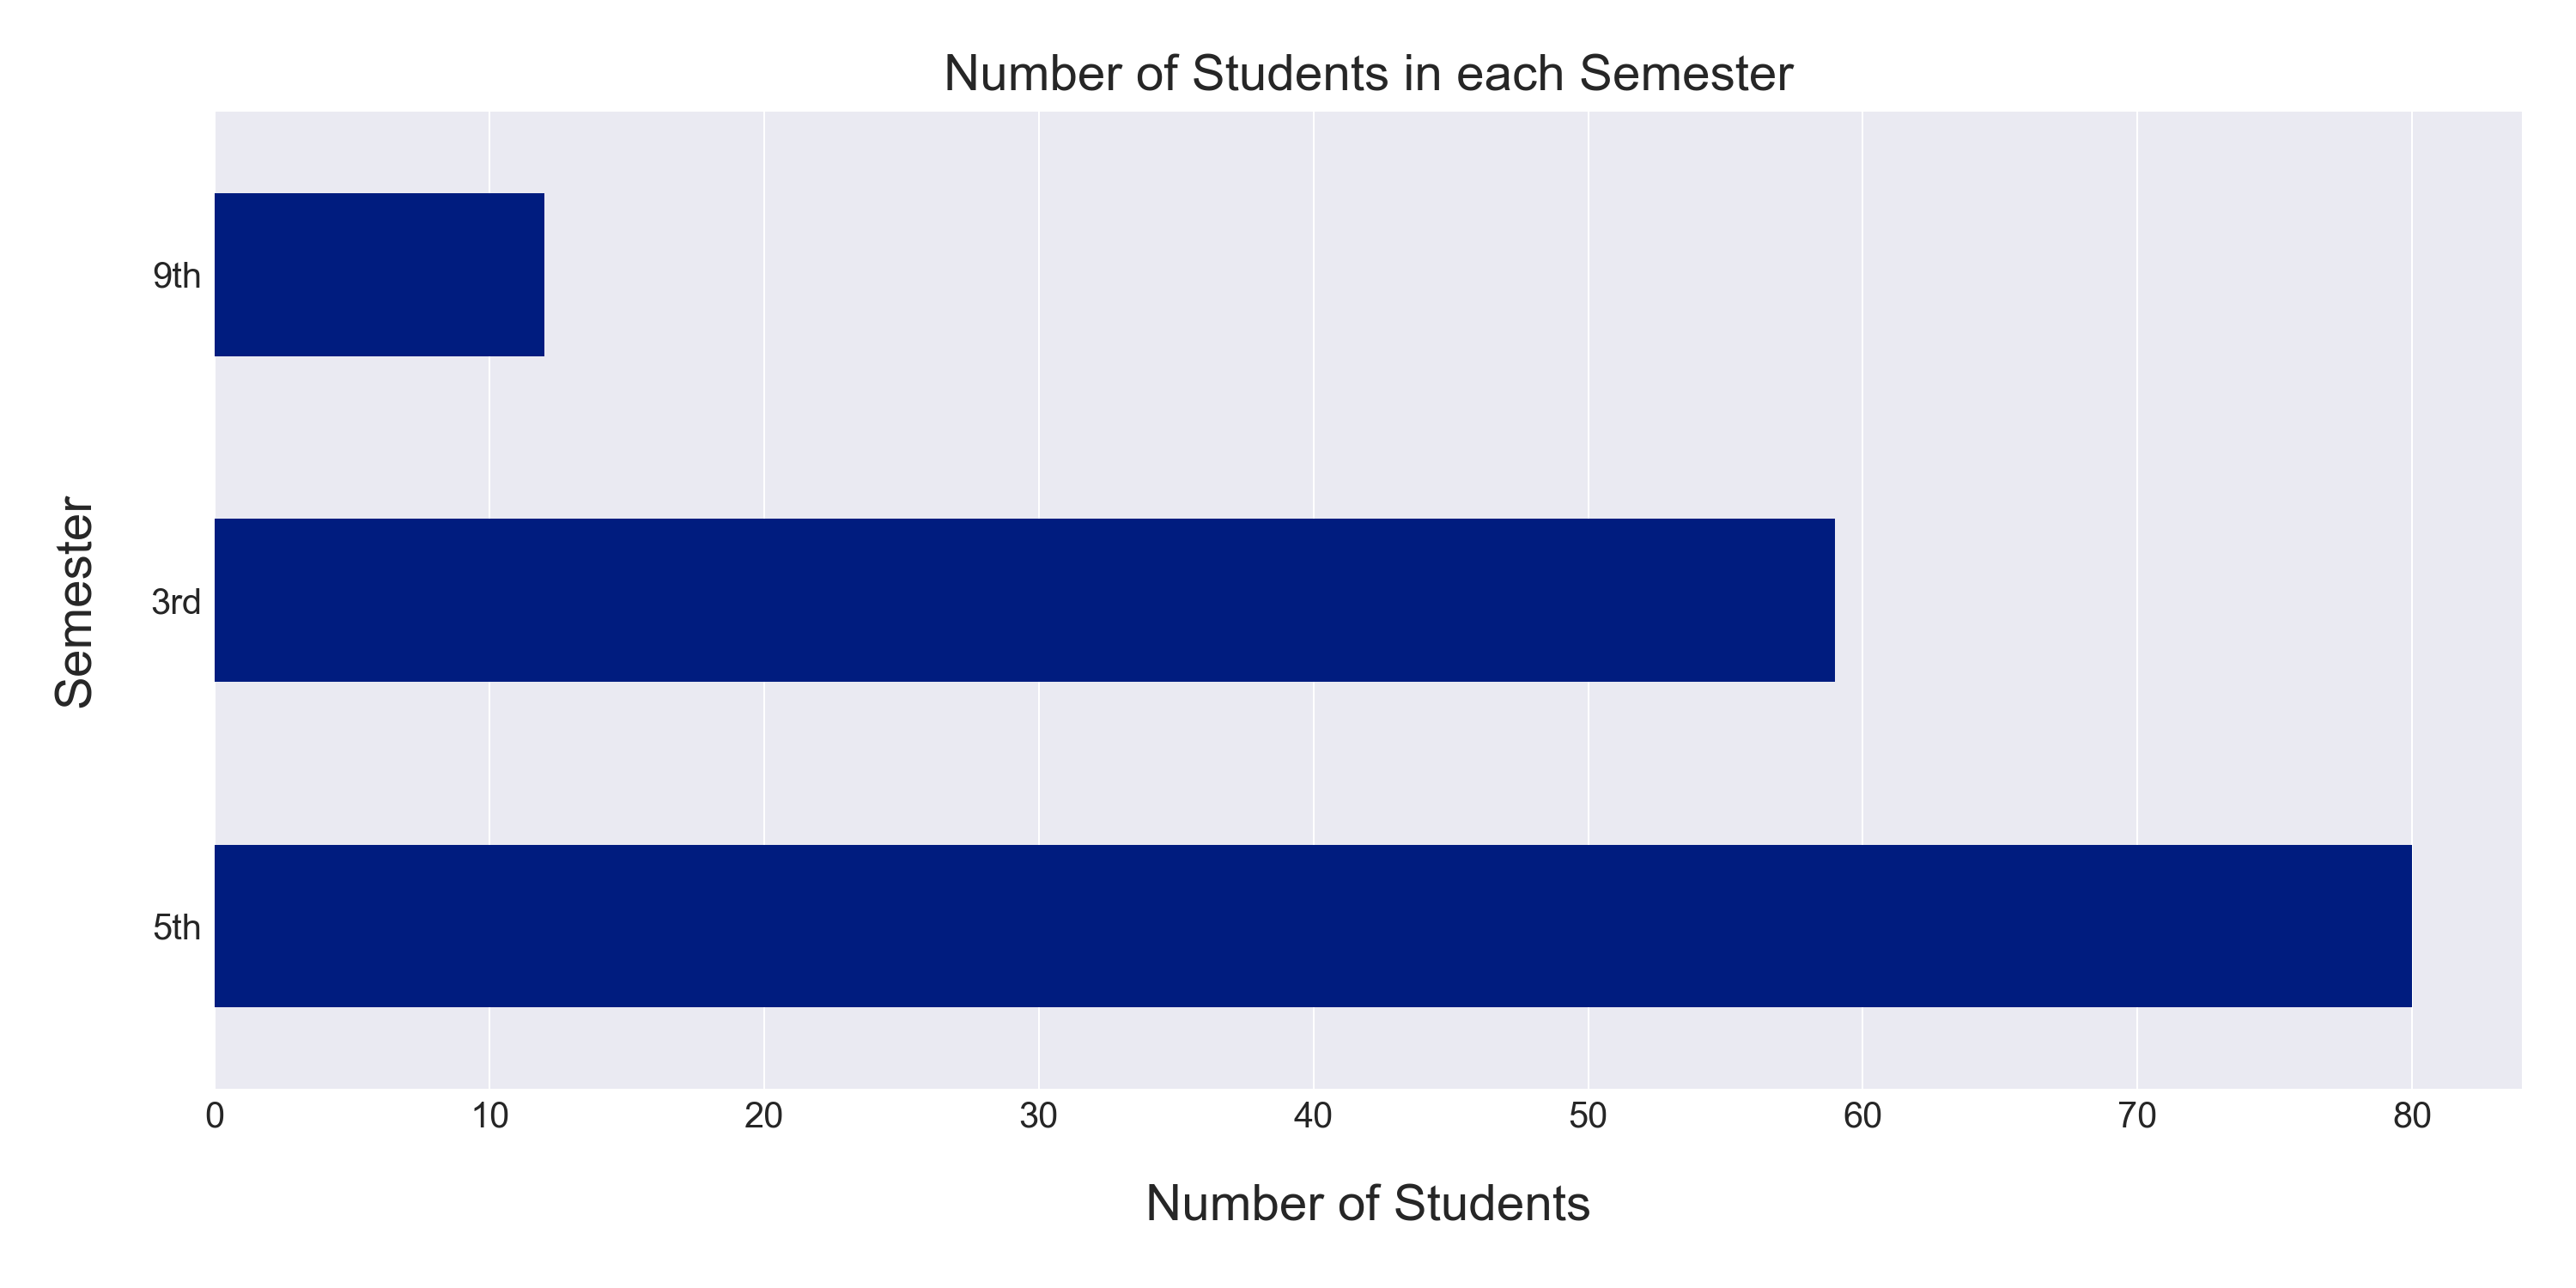 Number of Students in each Semester
Semester
9th
3rd
5th
0 10 20 30 40 50 60 70 80
Number of Students